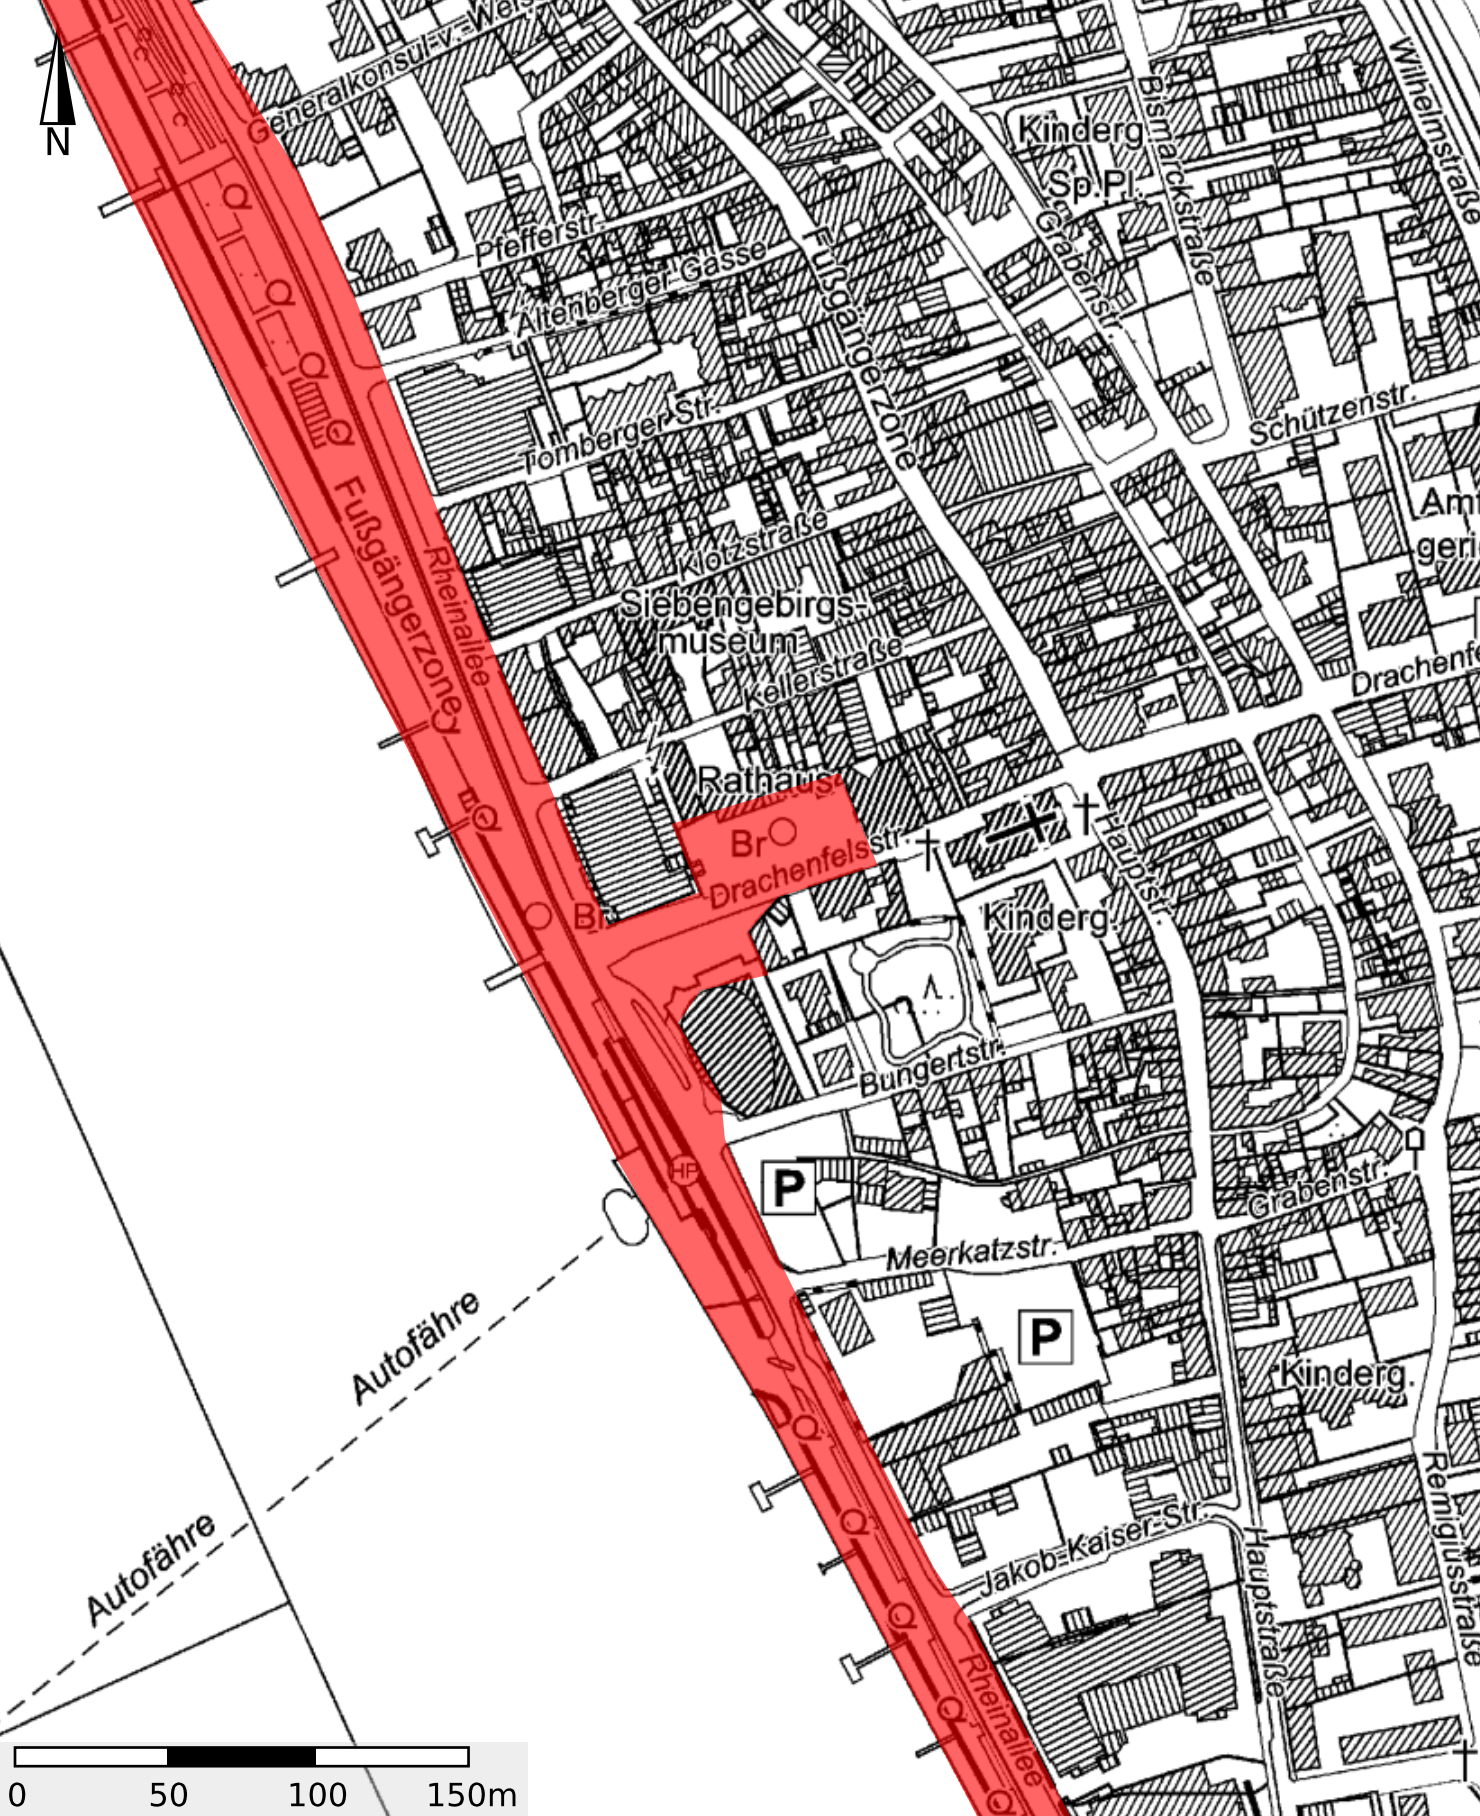 Generalkonsul-v.-Weiß-
N
Kinderg.
Sp.Pl.
Bismarckstraße
Wilhelmstraße
Grabenstr.
Pfefferstr.
Altenberger-Gasse
Fußgängerzone
Tomberger Str.
Schützenstr.
Fußgängerzone
Rheinallee
Klotzstraße
Siebengebirgs-
museum
Kellerstraße
Drachenfe
Rathaus
Br
Drachenfelsstr.
Br
Hauptstr.
Kinderg.
Bungertstr.
HP
P
Grabenstr.
Meerkatzstr.
P
Autofähre
Kinderg.
Autofähre
Remigiusstraße
Jakob-Kaiser-Str.
Hauptstraße
Rheinallee
0 50 100 150m